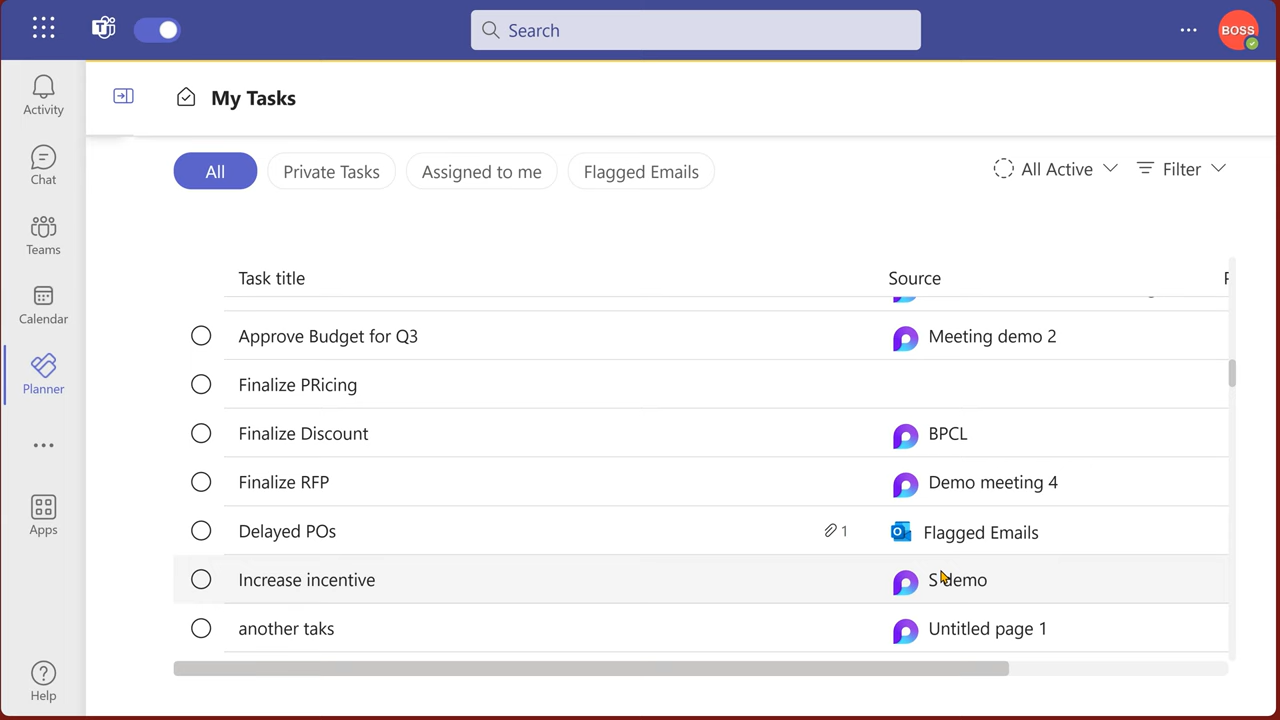 Search
BOSS
Activity
Chat
Teams
Calendar
Planner
Apps
Help
My Tasks
All
Private Tasks
Assigned to me
Flagged Emails
All Active
Filter
Task title Source
Approve Budget for Q3 Meeting demo 2
Finalize PRicing
Finalize Discount BPCL
Finalize RFP Demo meeting 4
Delayed POs 1 Flagged Emails
Increase incentive demo
another taks Untitled page 1